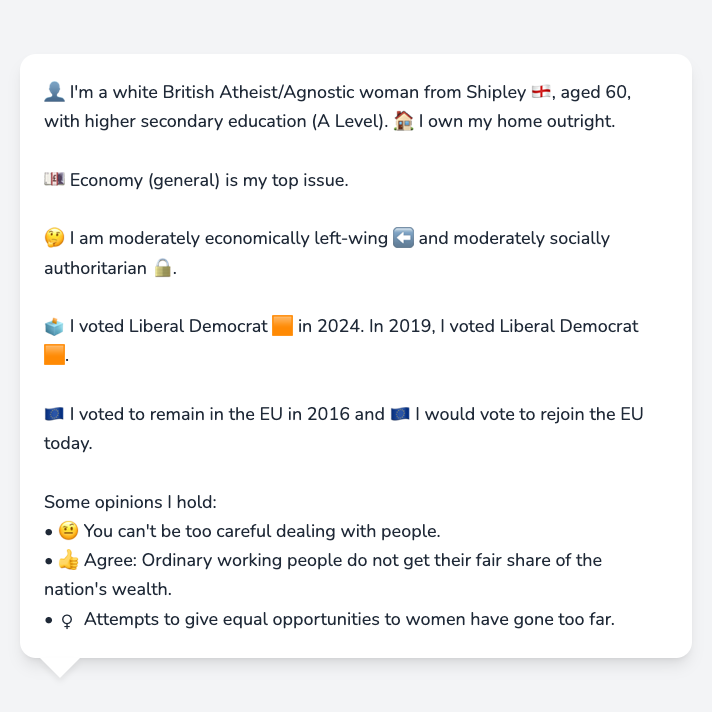 👤 I'm a white British Atheist/Agnostic woman from Shipley 🏴󠁧󠁢󠁥󠁮󠁧󠁿, aged 60,
with higher secondary education (A Level). 🏠 I own my home outright.
💷 Economy (general) is my top issue.
🤔 I am moderately economically left-wing ⬅️ and moderately socially
authoritarian 🔒.
🗳️ I voted Liberal Democrat 🟧 in 2024. In 2019, I voted Liberal Democrat
🟧.
🇪🇺 I voted to remain in the EU in 2016 and 🇪🇺 I would vote to rejoin the EU
today.
Some opinions I hold:
• 🤨 You can't be too careful dealing with people.
• 👍 Agree: Ordinary working people do not get their fair share of the
nation's wealth.
• ♀ Attempts to give equal opportunities to women have gone too far.